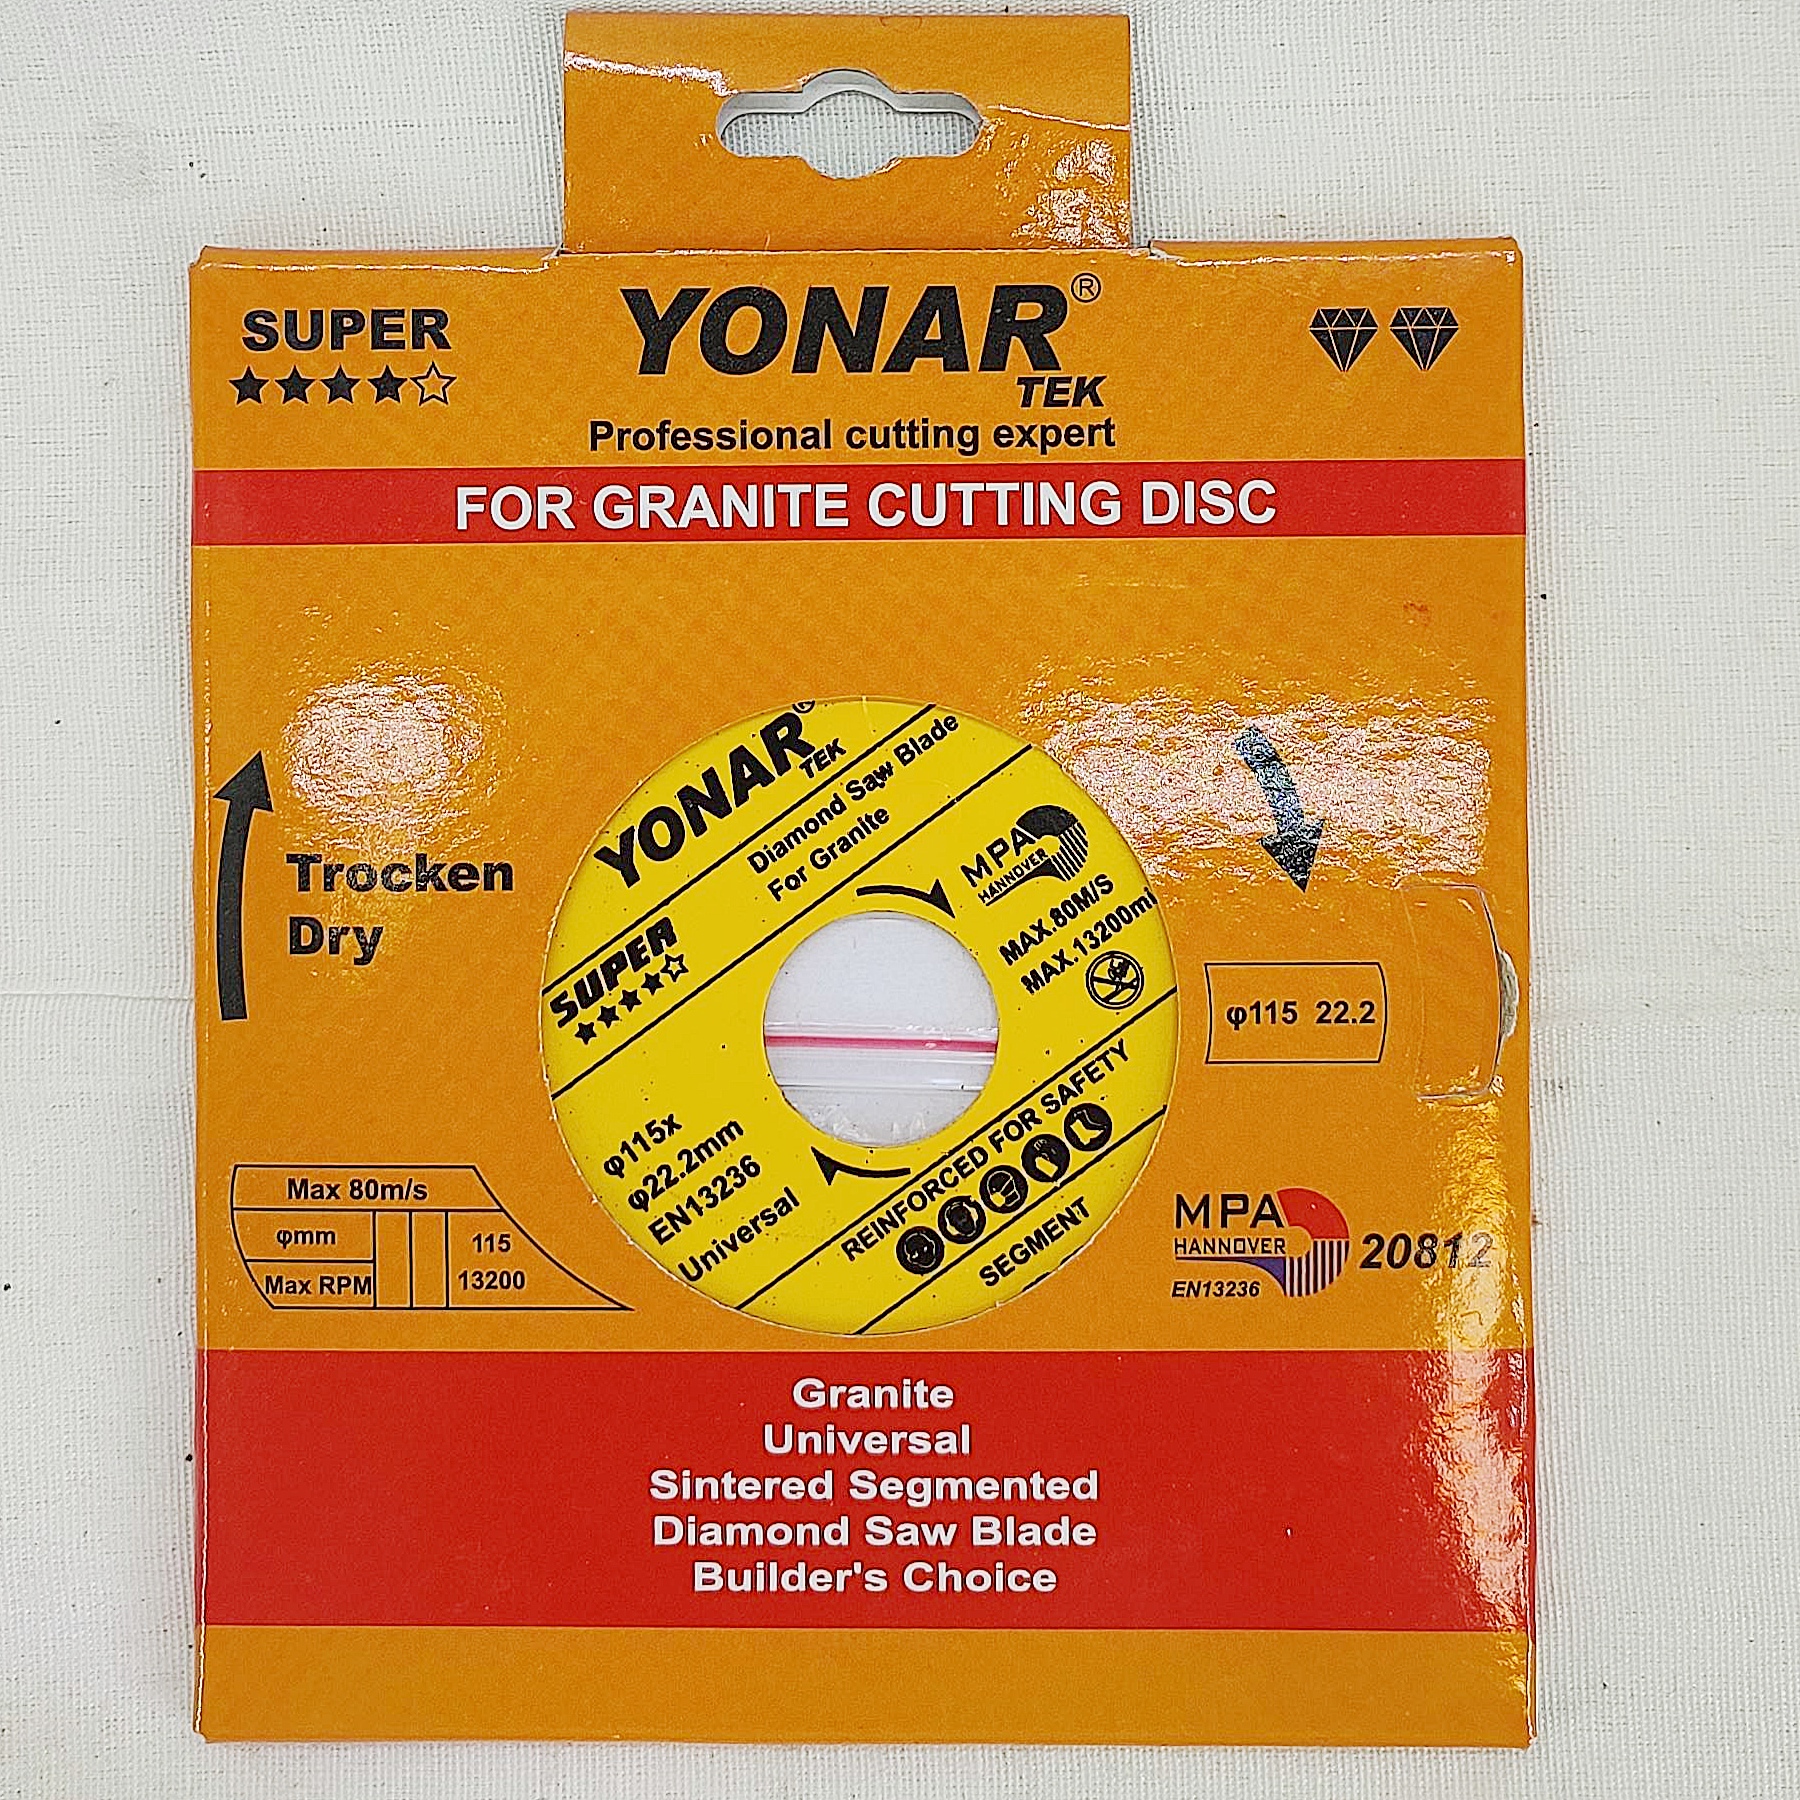 SUPER
YONAR®
TEK
Professional cutting expert
FOR GRANITE CUTTING DISC
Trocken
Dry
YONAR®
TEK
Diamond Saw Blade
For Granite
SUPER
MPA
HANNOVER
MAX.80M/S
MAX.13200
φ115x
φ22.2mm
EN13236
Universal
REINFORCED FOR SAFETY
SEGMENT
φ115 22.2
Max 80m/s
φmm 115
Max RPM 13200
MPA
HANNOVER
EN13236
20812
Granite
Universal
Sintered Segmented
Diamond Saw Blade
Builder's Choice